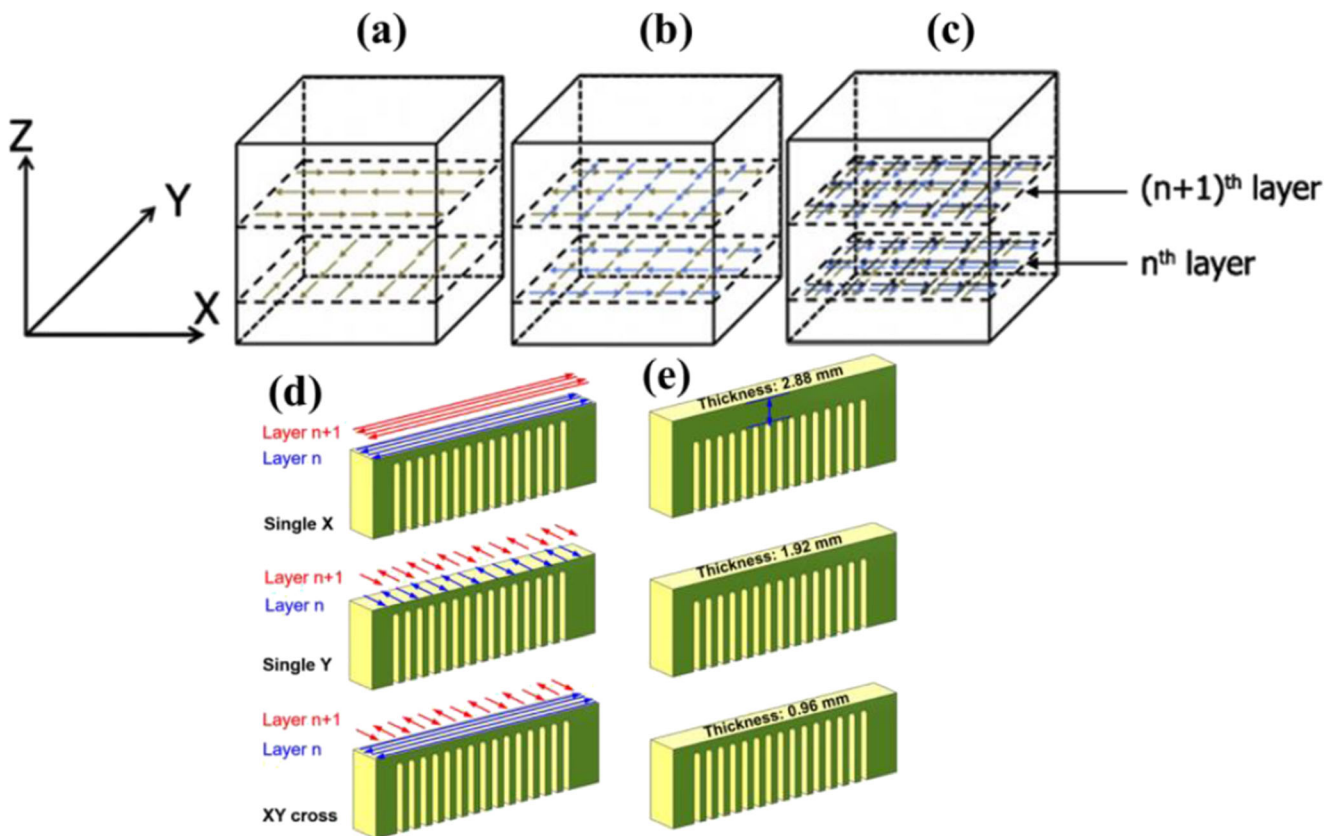 (a)
(b)
(c)
Z
Y
X
(n+1)th layer
nth layer
(d)
(e)
Layer n+1
Layer n
Single X
Thickness: 2.88 mm
Layer n+1
Layer n
Single Y
Thickness: 1.92 mm
Layer n+1
Layer n
XY cross
Thickness: 0.96 mm